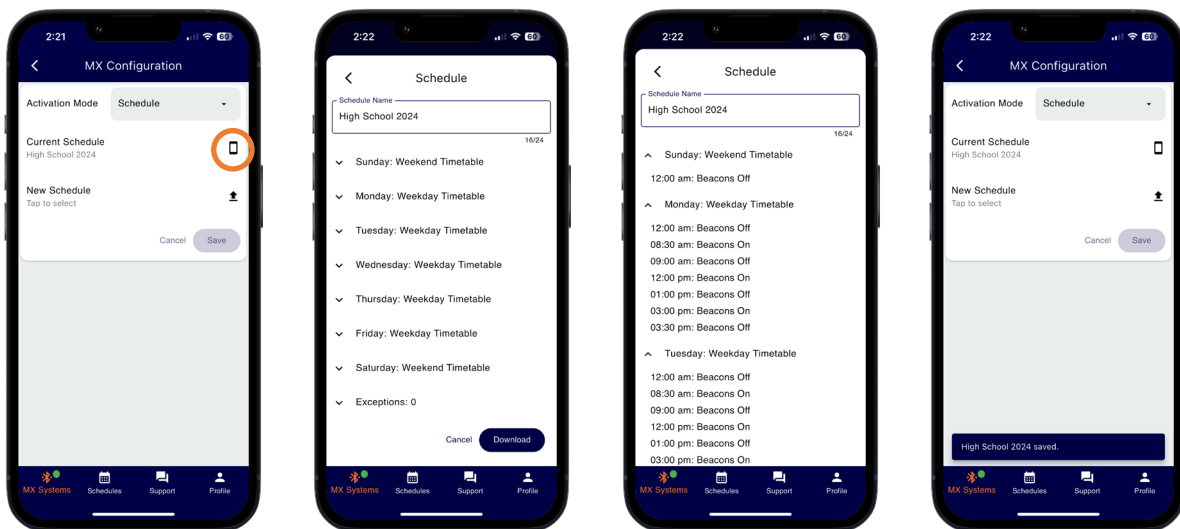 2:21
60
MX Configuration
Activation Mode Schedule
Current Schedule
High School 2024
New Schedule
Tap to select
Cancel Save
MX Systems Schedules Support Profile
2:22
60
Schedule
Schedule Name
High School 2024
16/24
Sunday: Weekend Timetable
Monday: Weekday Timetable
Tuesday: Weekday Timetable
Wednesday: Weekday Timetable
Thursday: Weekday Timetable
Friday: Weekday Timetable
Saturday: Weekend Timetable
Exceptions: 0
Cancel Download
MX Systems Schedules Support Profile
2:22
60
Schedule
Schedule Name
High School 2024
16/24
Sunday: Weekend Timetable
12:00 am: Beacons Off
Monday: Weekday Timetable
12:00 am: Beacons Off
08:30 am: Beacons On
09:00 am: Beacons Off
12:00 pm: Beacons On
01:00 pm: Beacons Off
03:00 pm: Beacons On
03:30 pm: Beacons Off
Tuesday: Weekday Timetable
12:00 am: Beacons Off
08:30 am: Beacons On
09:00 am: Beacons Off
12:00 pm: Beacons On
01:00 pm: Beacons Off
03:00 pm: Beacons On
MX Systems Schedules Support Profile
2:22
60
MX Configuration
Activation Mode Schedule
Current Schedule
High School 2024
New Schedule
Tap to select
Cancel Save
High School 2024 saved.
MX Systems Schedules Support Profile